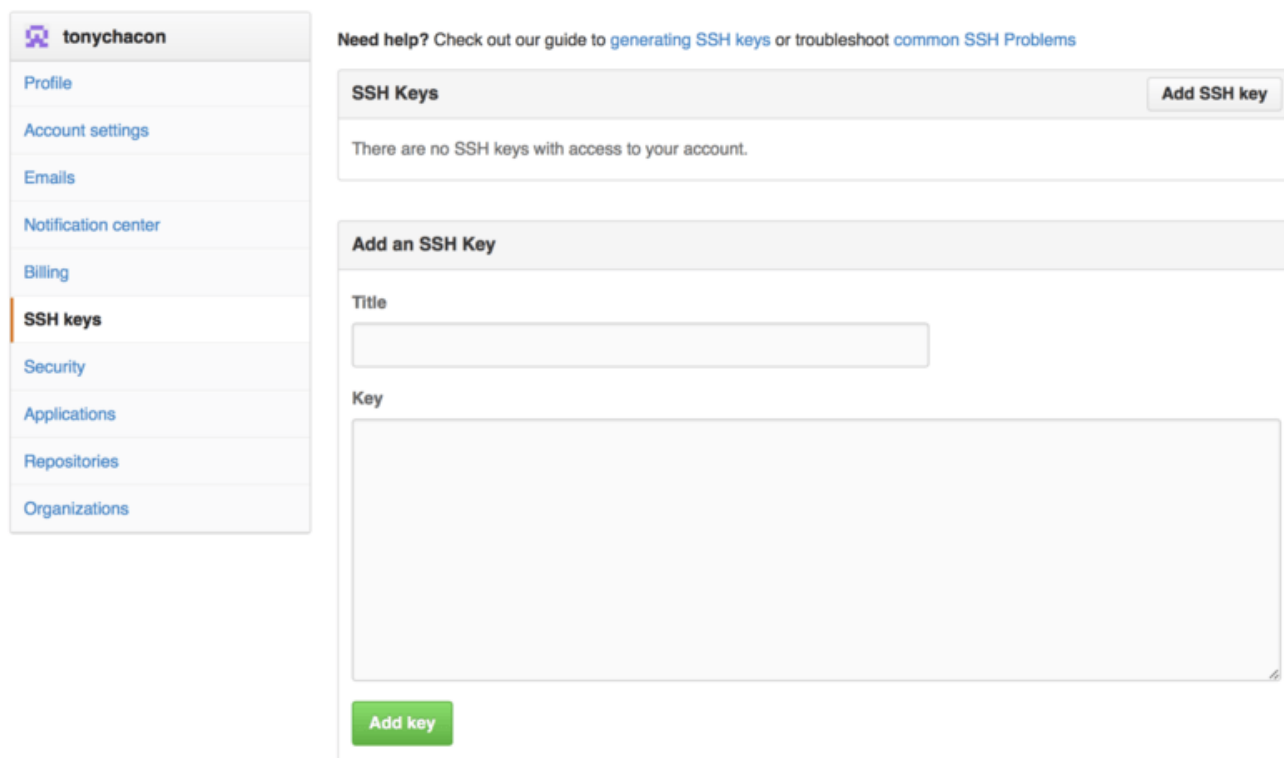 tonychacon
Profile
Account settings
Emails
Notification center
Billing
SSH keys
Security
Applications
Repositories
Organizations
Need help? Check out our guide to generating SSH keys or troubleshoot common SSH Problems
SSH Keys
Add SSH key
There are no SSH keys with access to your account.
Add an SSH Key
Title
Key
Add key